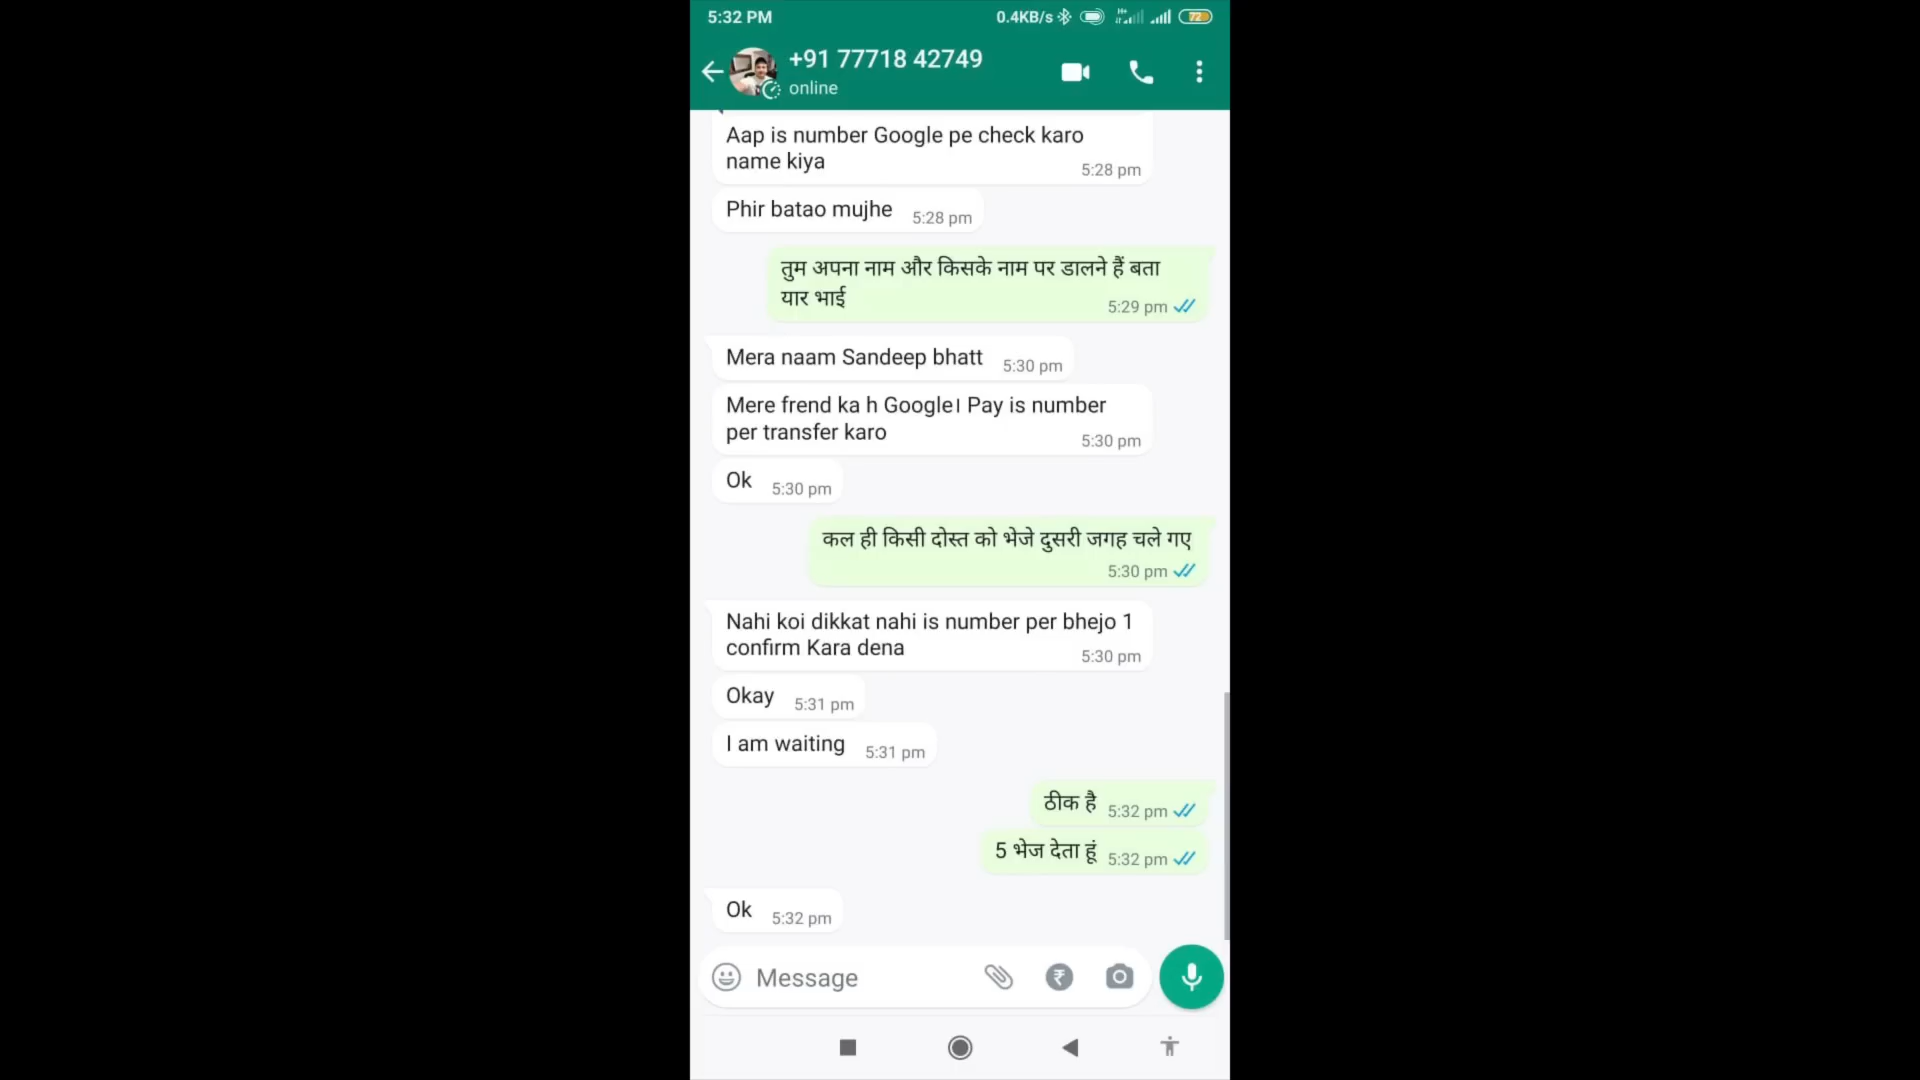 5:32 PM
0.4KB/s
72
+91 77718 42749
online
Aap is number Google pe check karo
name kiya
5:28 pm
Phir batao mujhe
5:28 pm
तुम अपना नाम और किसके नाम पर डालने हैं बता
यार भाई
5:29 pm
Mera naam Sandeep bhatt
5:30 pm
Mere frend ka h Google। Pay is number
per transfer karo
5:30 pm
Ok
5:30 pm
कल ही किसी दोस्त को भेजे दुसरी जगह चले गए
5:30 pm
Nahi koi dikkat nahi is number per bhejo 1
confirm Kara dena
5:30 pm
Okay
5:31 pm
I am waiting
5:31 pm
ठीक है
5:32 pm
5 भेज देता हूं
5:32 pm
Ok
5:32 pm
Message